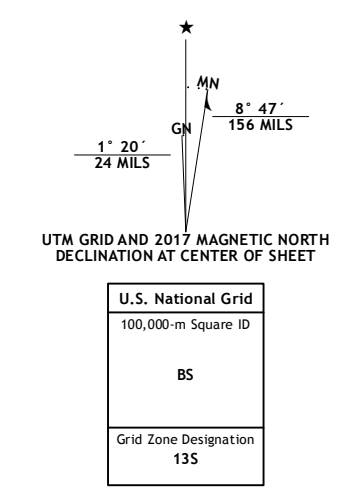 MN
8° 47´
156 MILS
GN
1° 20´
24 MILS
UTM GRID AND 2017 MAGNETIC NORTH
DECLINATION AT CENTER OF SHEET
U.S. National Grid
100,000-m Square ID
BS
Grid Zone Designation
13S